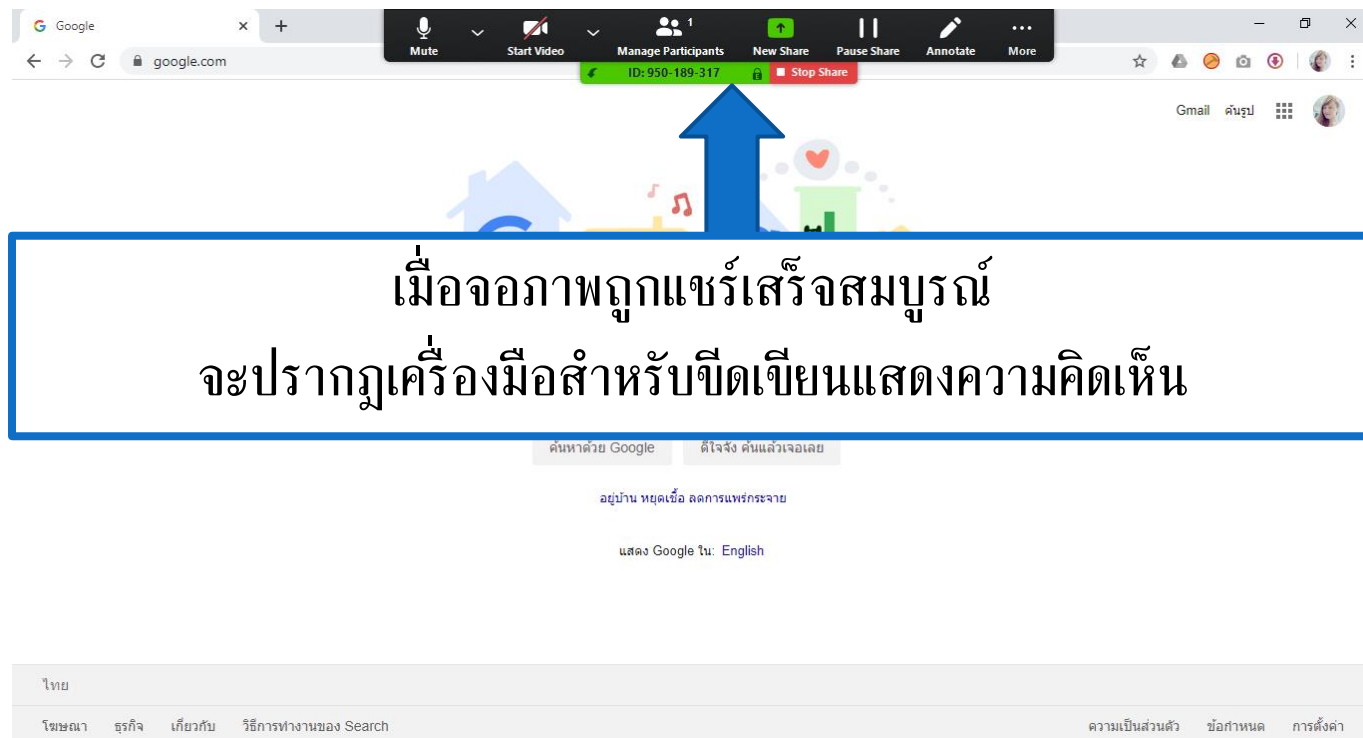 Google
google.com
Mute
Start Video
Manage Participants
1
New Share
Pause Share
Annotate
More
ID: 950-189-317
Stop Share
Gmail ค้นรูป
เมื่อจอภาพถูกแชร์เสร็จสมบูรณ์
จะปรากฏเครื่องมือสำหรับขีดเขียนแสดงความคิดเห็น
ค้นหาด้วย Google ดีใจจัง ค้นแล้วเจอเลย
อยู่บ้าน หยุดเชื้อ ลดการแพร่กระจาย
แสดง Google ใน: English
ไทย
โฆษณา ธุรกิจ เกี่ยวกับ วิธีการทำงานของ Search
ความเป็นส่วนตัว ข้อกำหนด การตั้งค่า